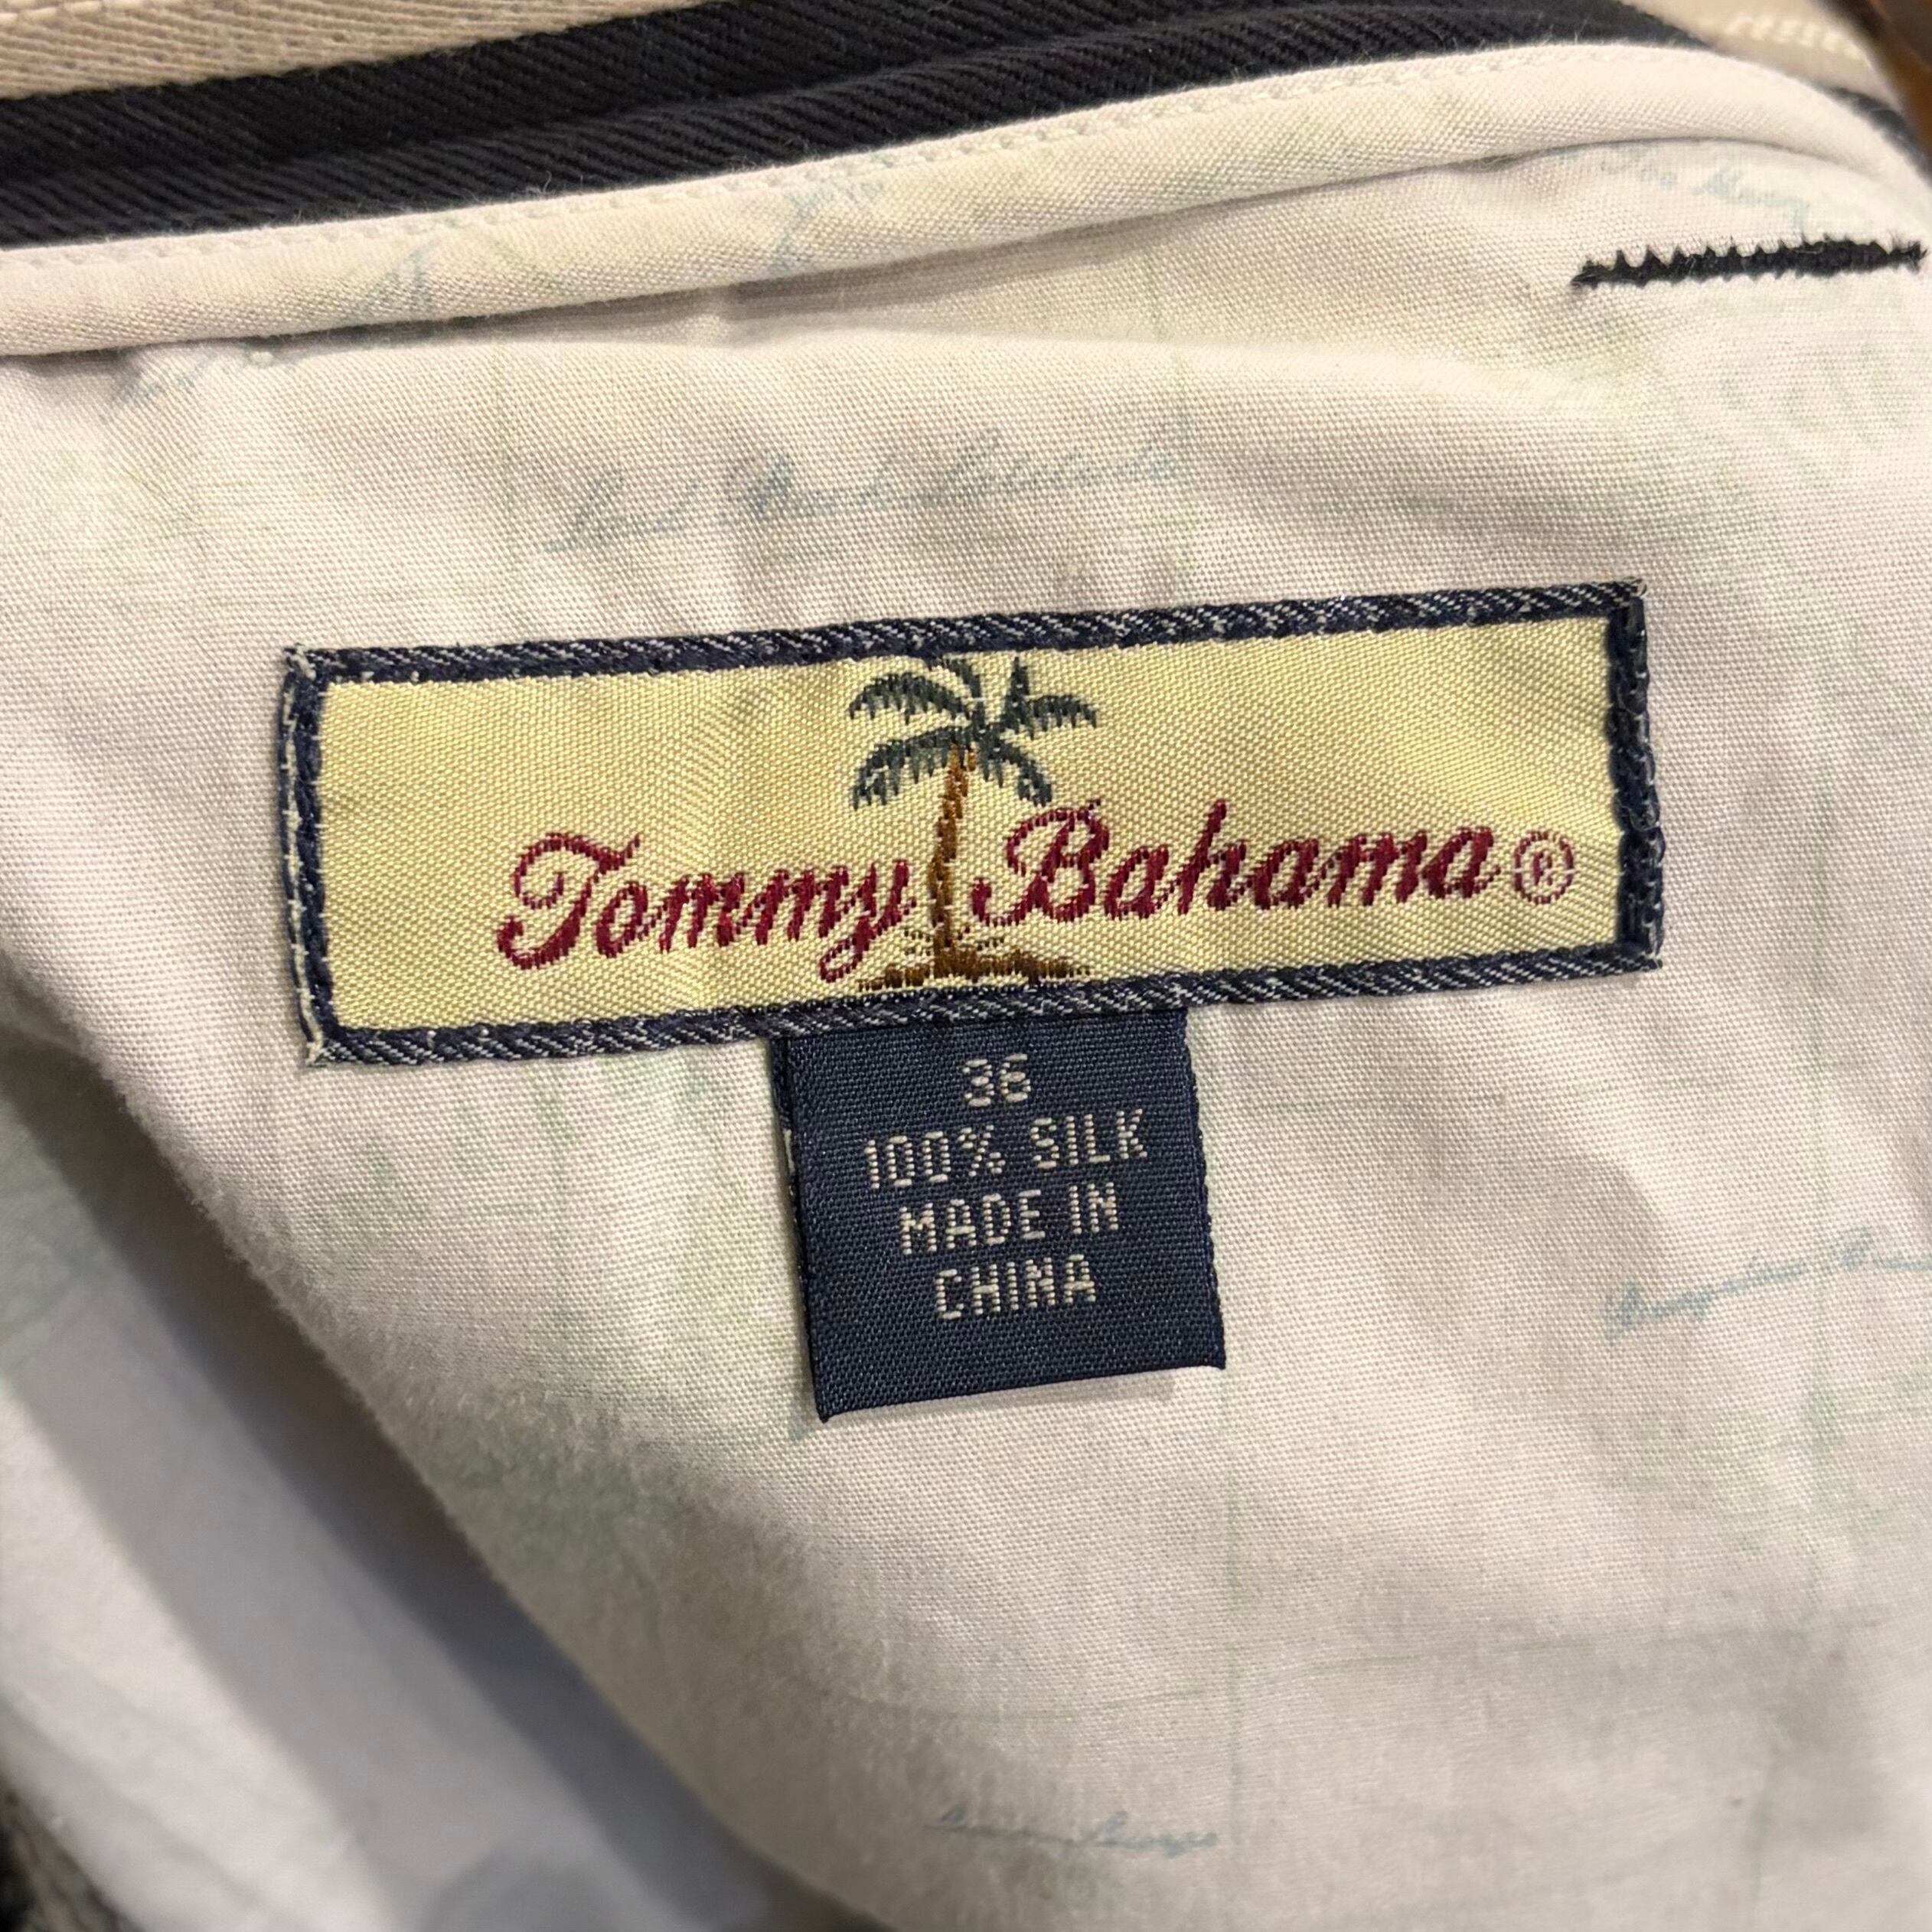 Tommy Bahama®
36
100% SILK
MADE IN
CHINA